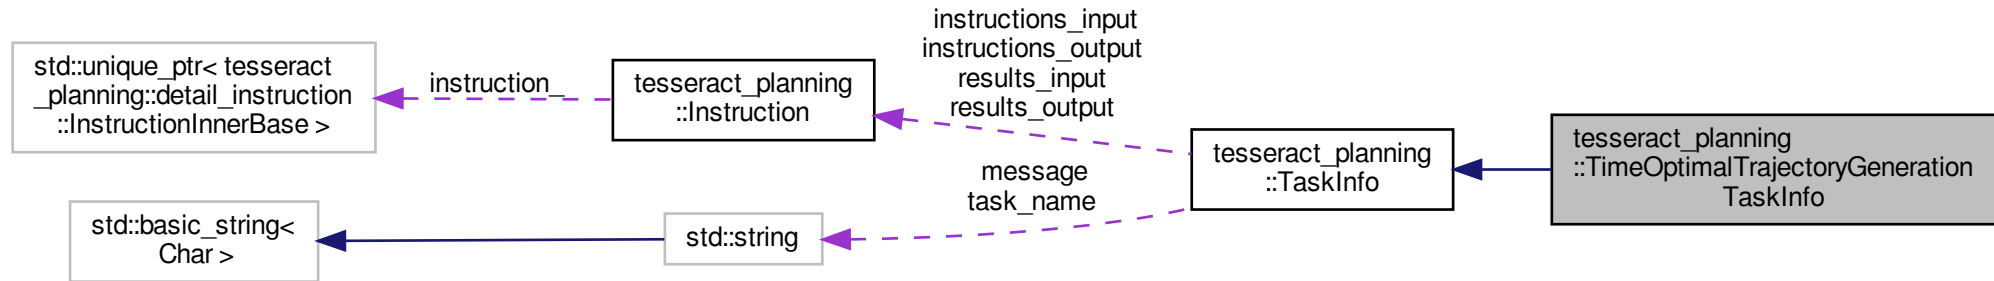 std::unique_ptr< tesseract
_planning::detail_instruction
::InstructionInnerBase >
instruction_
tesseract_planning
::Instruction
instructions_input
instructions_output
results_input
results_output
message
task_name
tesseract_planning
::TaskInfo
tesseract_planning
::TimeOptimalTrajectoryGeneration
TaskInfo
std::basic_string<
Char >
std::string